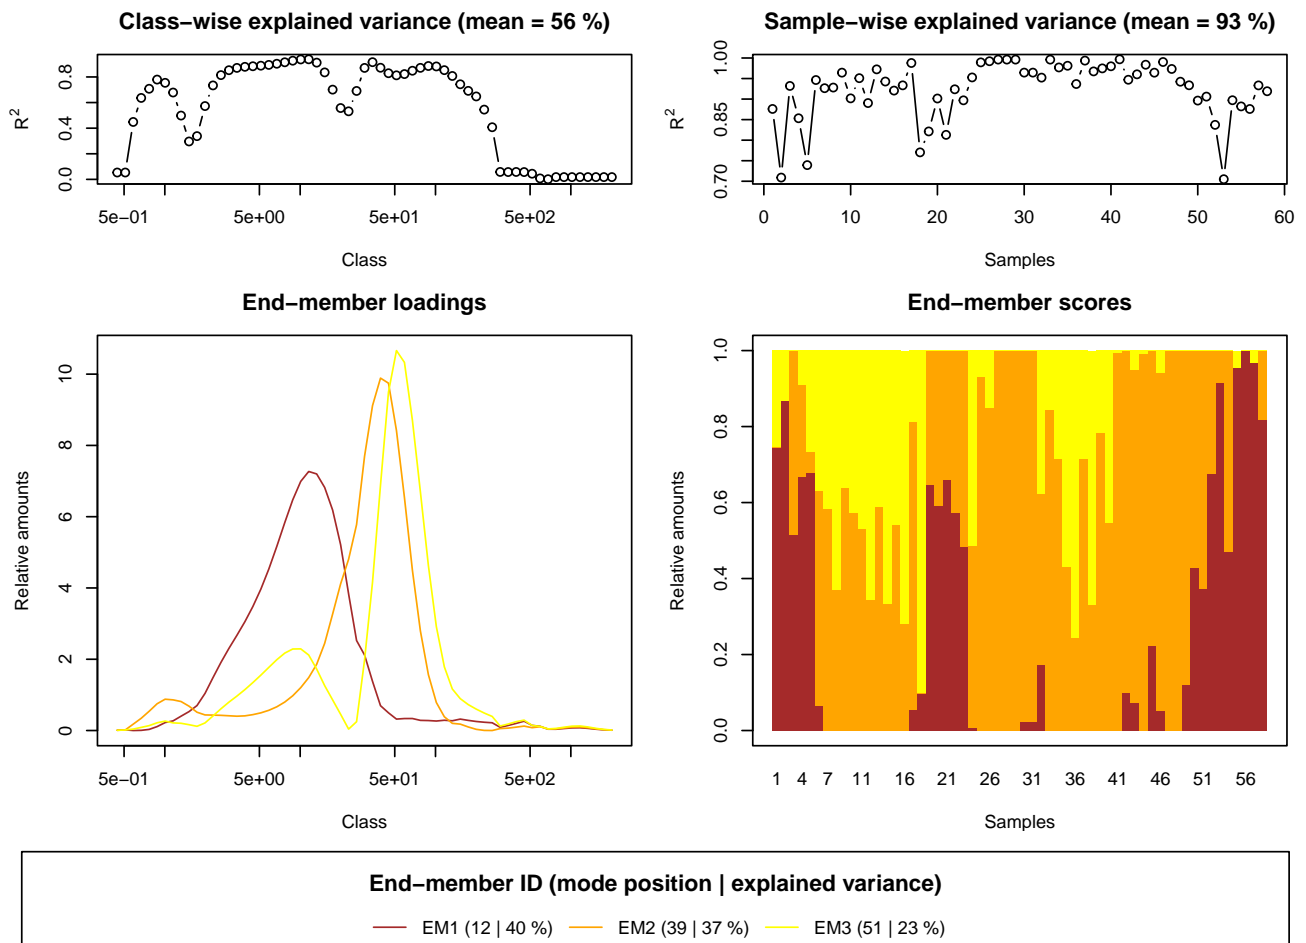 Class−wise explained variance (mean = 56 %)
R²
0.0 0.4 0.8
5e−01 5e+00 5e+01 5e+02
Class
Sample−wise explained variance (mean = 93 %)
R²
0.70 0.85 1.00
0 10 20 30 40 50 60
Samples
End−member loadings
Relative amounts
0 2 4 6 8 10
5e−01 5e+00 5e+01 5e+02
Class
End−member scores
Relative amounts
0.0 0.2 0.4 0.6 0.8 1.0
1 4 7 11 16 21 26 31 36 41 46 51 56
Samples
End−member ID (mode position | explained variance)
EM1 (12 | 40 %) EM2 (39 | 37 %) EM3 (51 | 23 %)